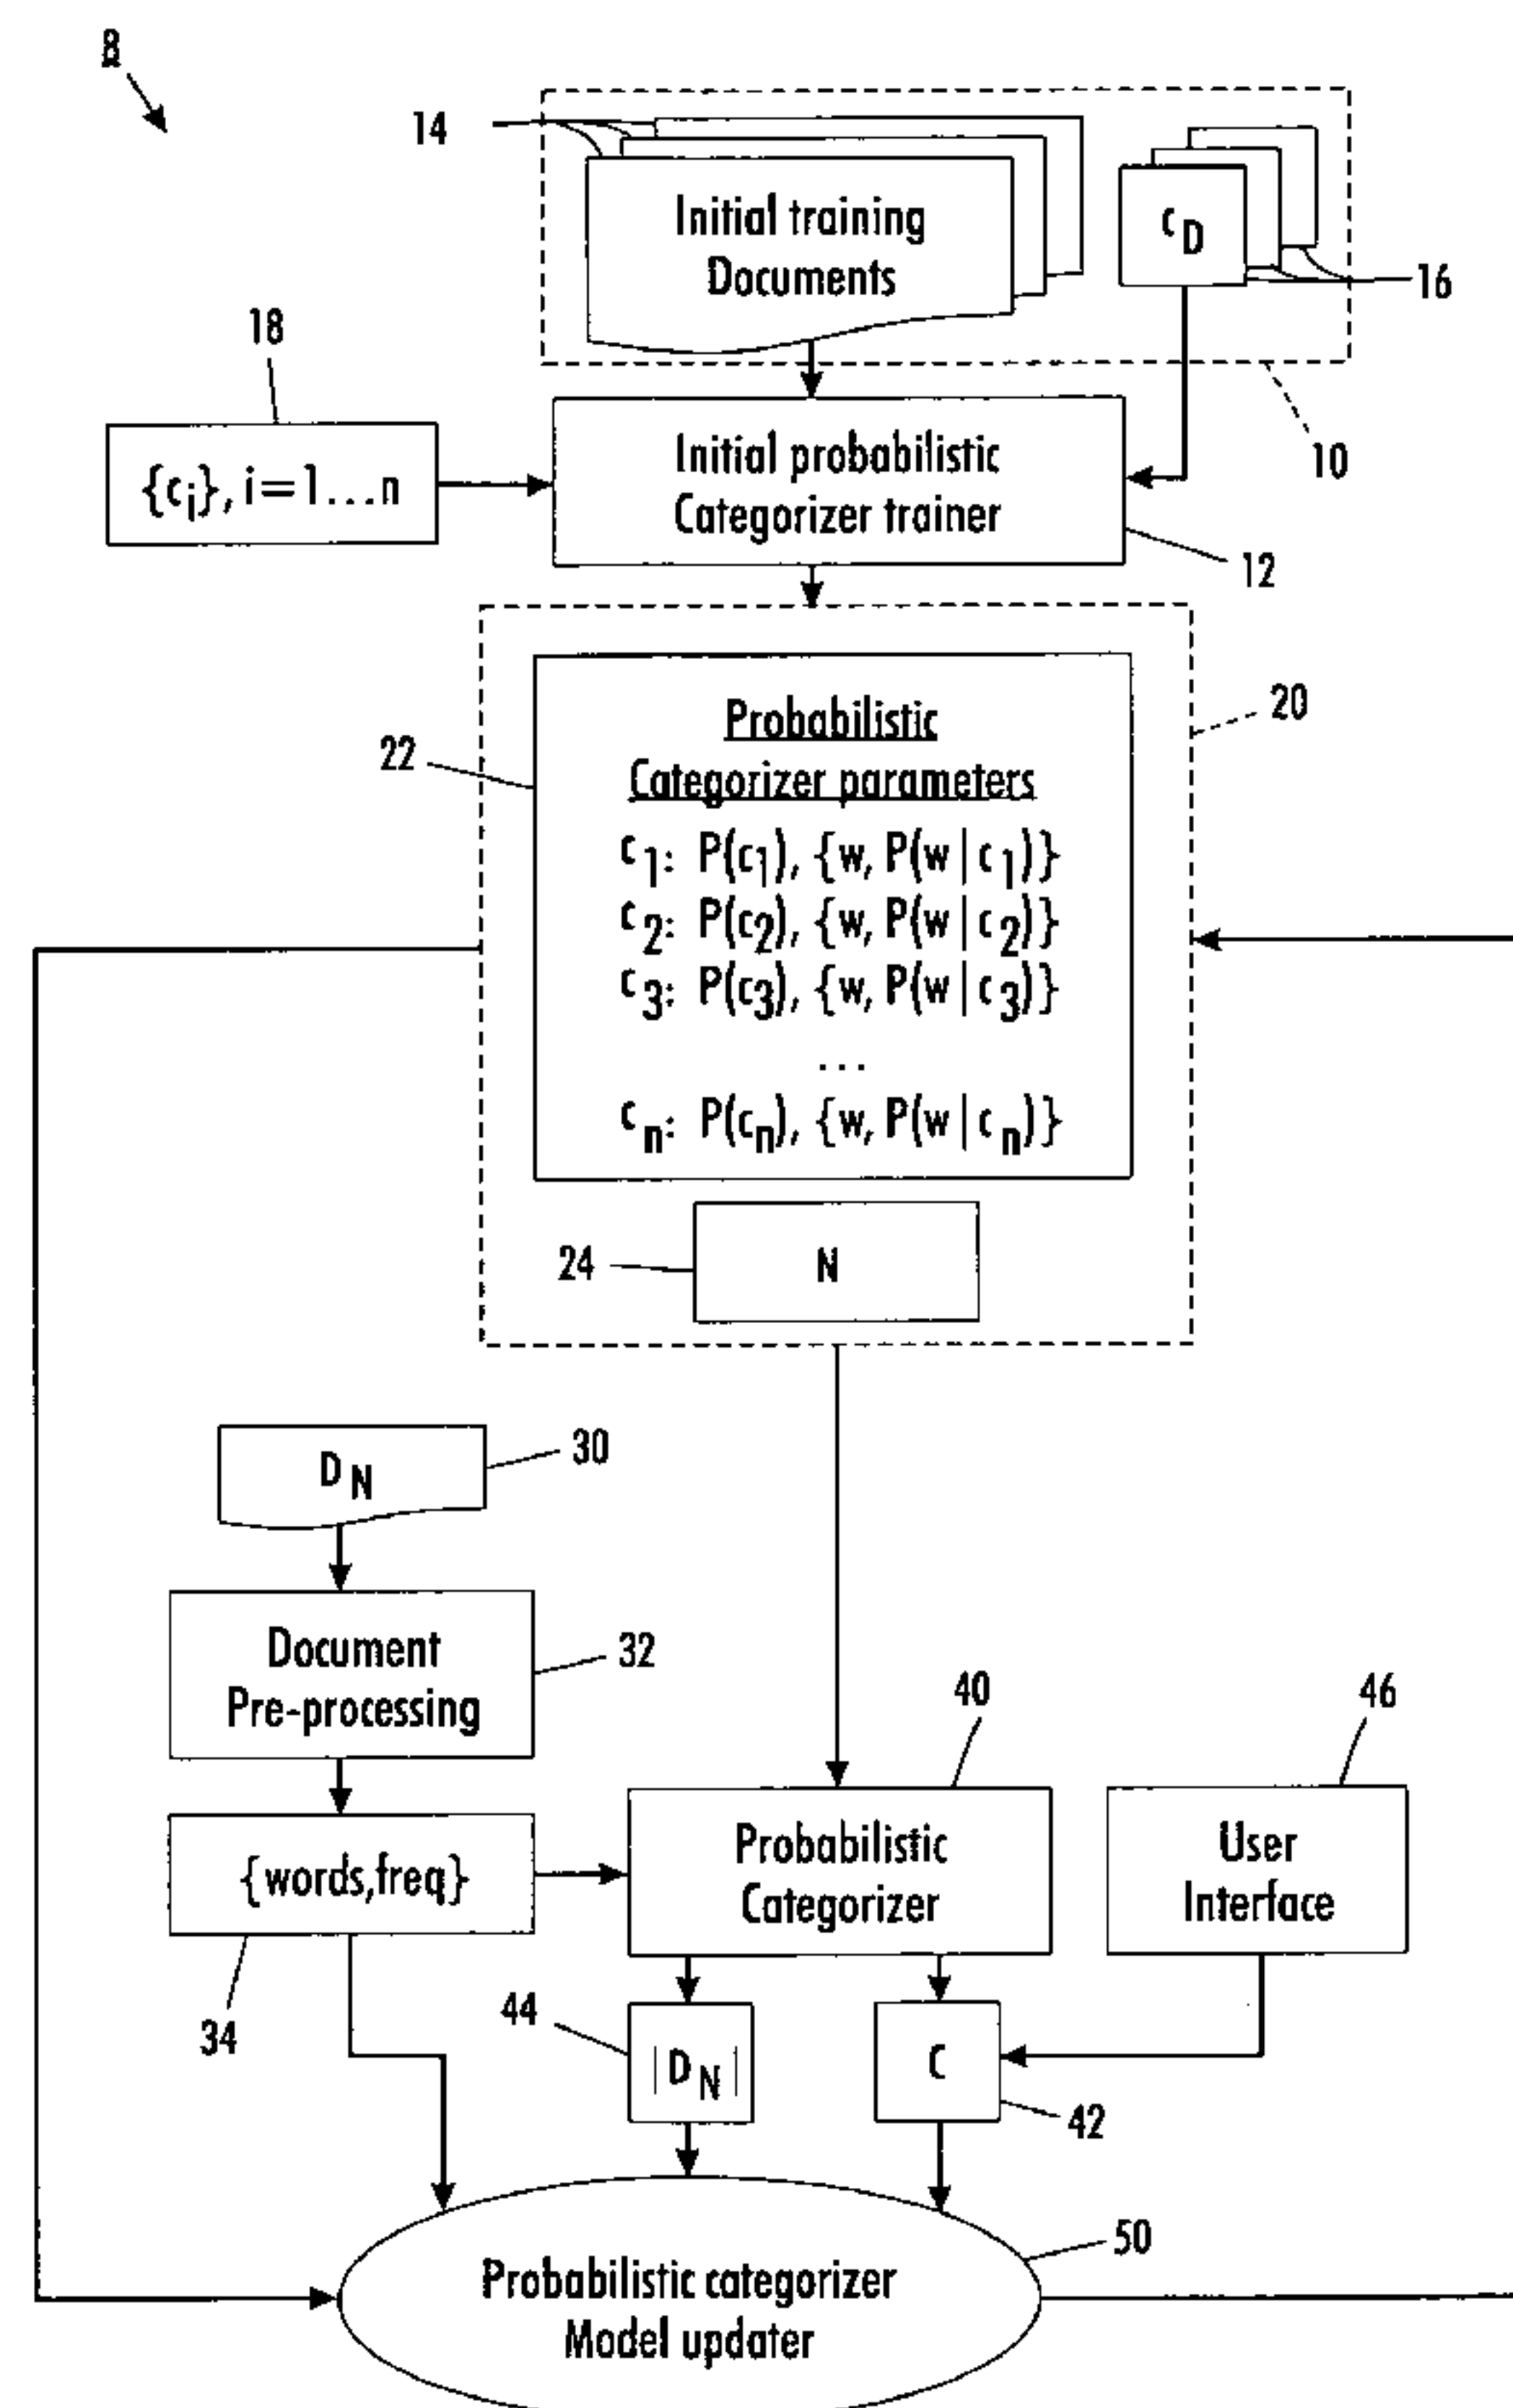 8
14
Initial training
Documents
c_D
16
18
{c_i}, i=1...n
Initial probabilistic
Categorizer trainer
10
12
20
22
Probabilistic
Categorizer parameters
c_1: P(c_1), {w, P(w|c_1)}
c_2: P(c_2), {w, P(w|c_2)}
c_3: P(c_3), {w, P(w|c_3)}
...
c_n: P(c_n), {w, P(w|c_n)}
24
N
D_N
30
Document
Pre-processing
32
40
46
{words,freq}
Probabilistic
Categorizer
User
Interface
34
44
|D_N|
C
42
50
Probabilistic categorizer
Model updater